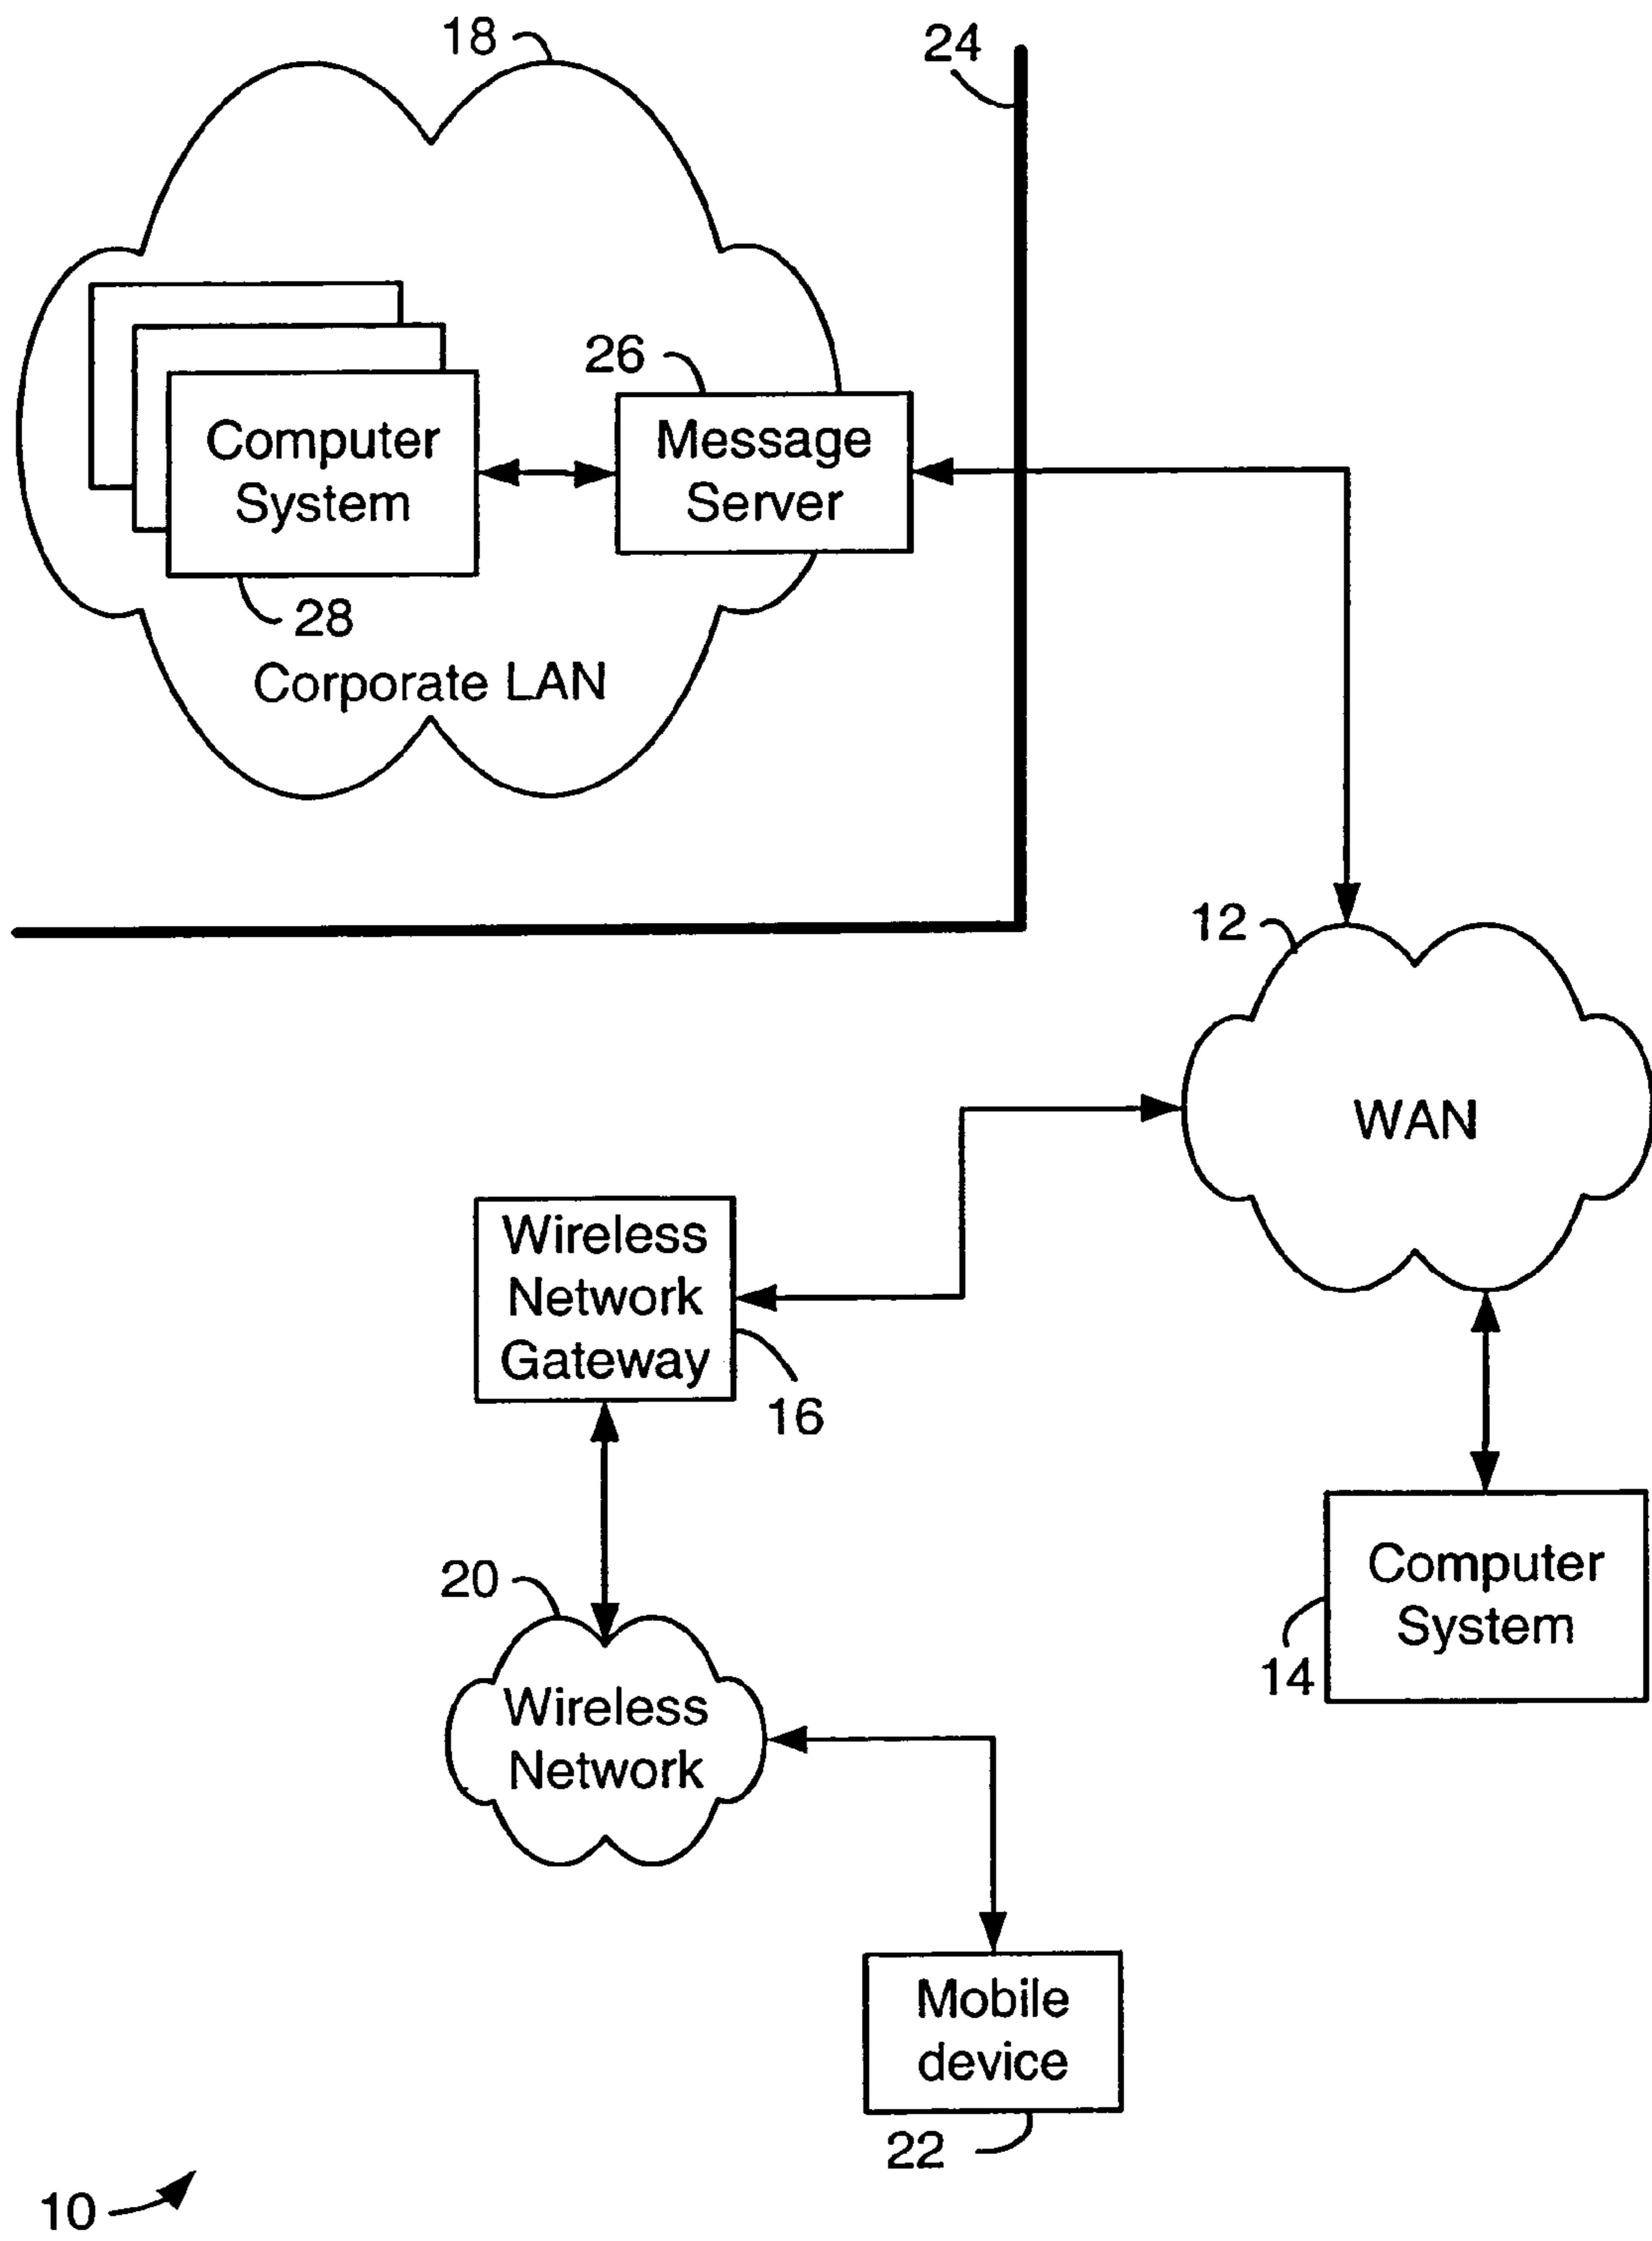 18
24
26
Computer
System
Message
Server
28
Corporate LAN
12
WAN
Wireless
Network
Gateway
16
20
Wireless
Network
Computer
System
14
Mobile
device
22
10